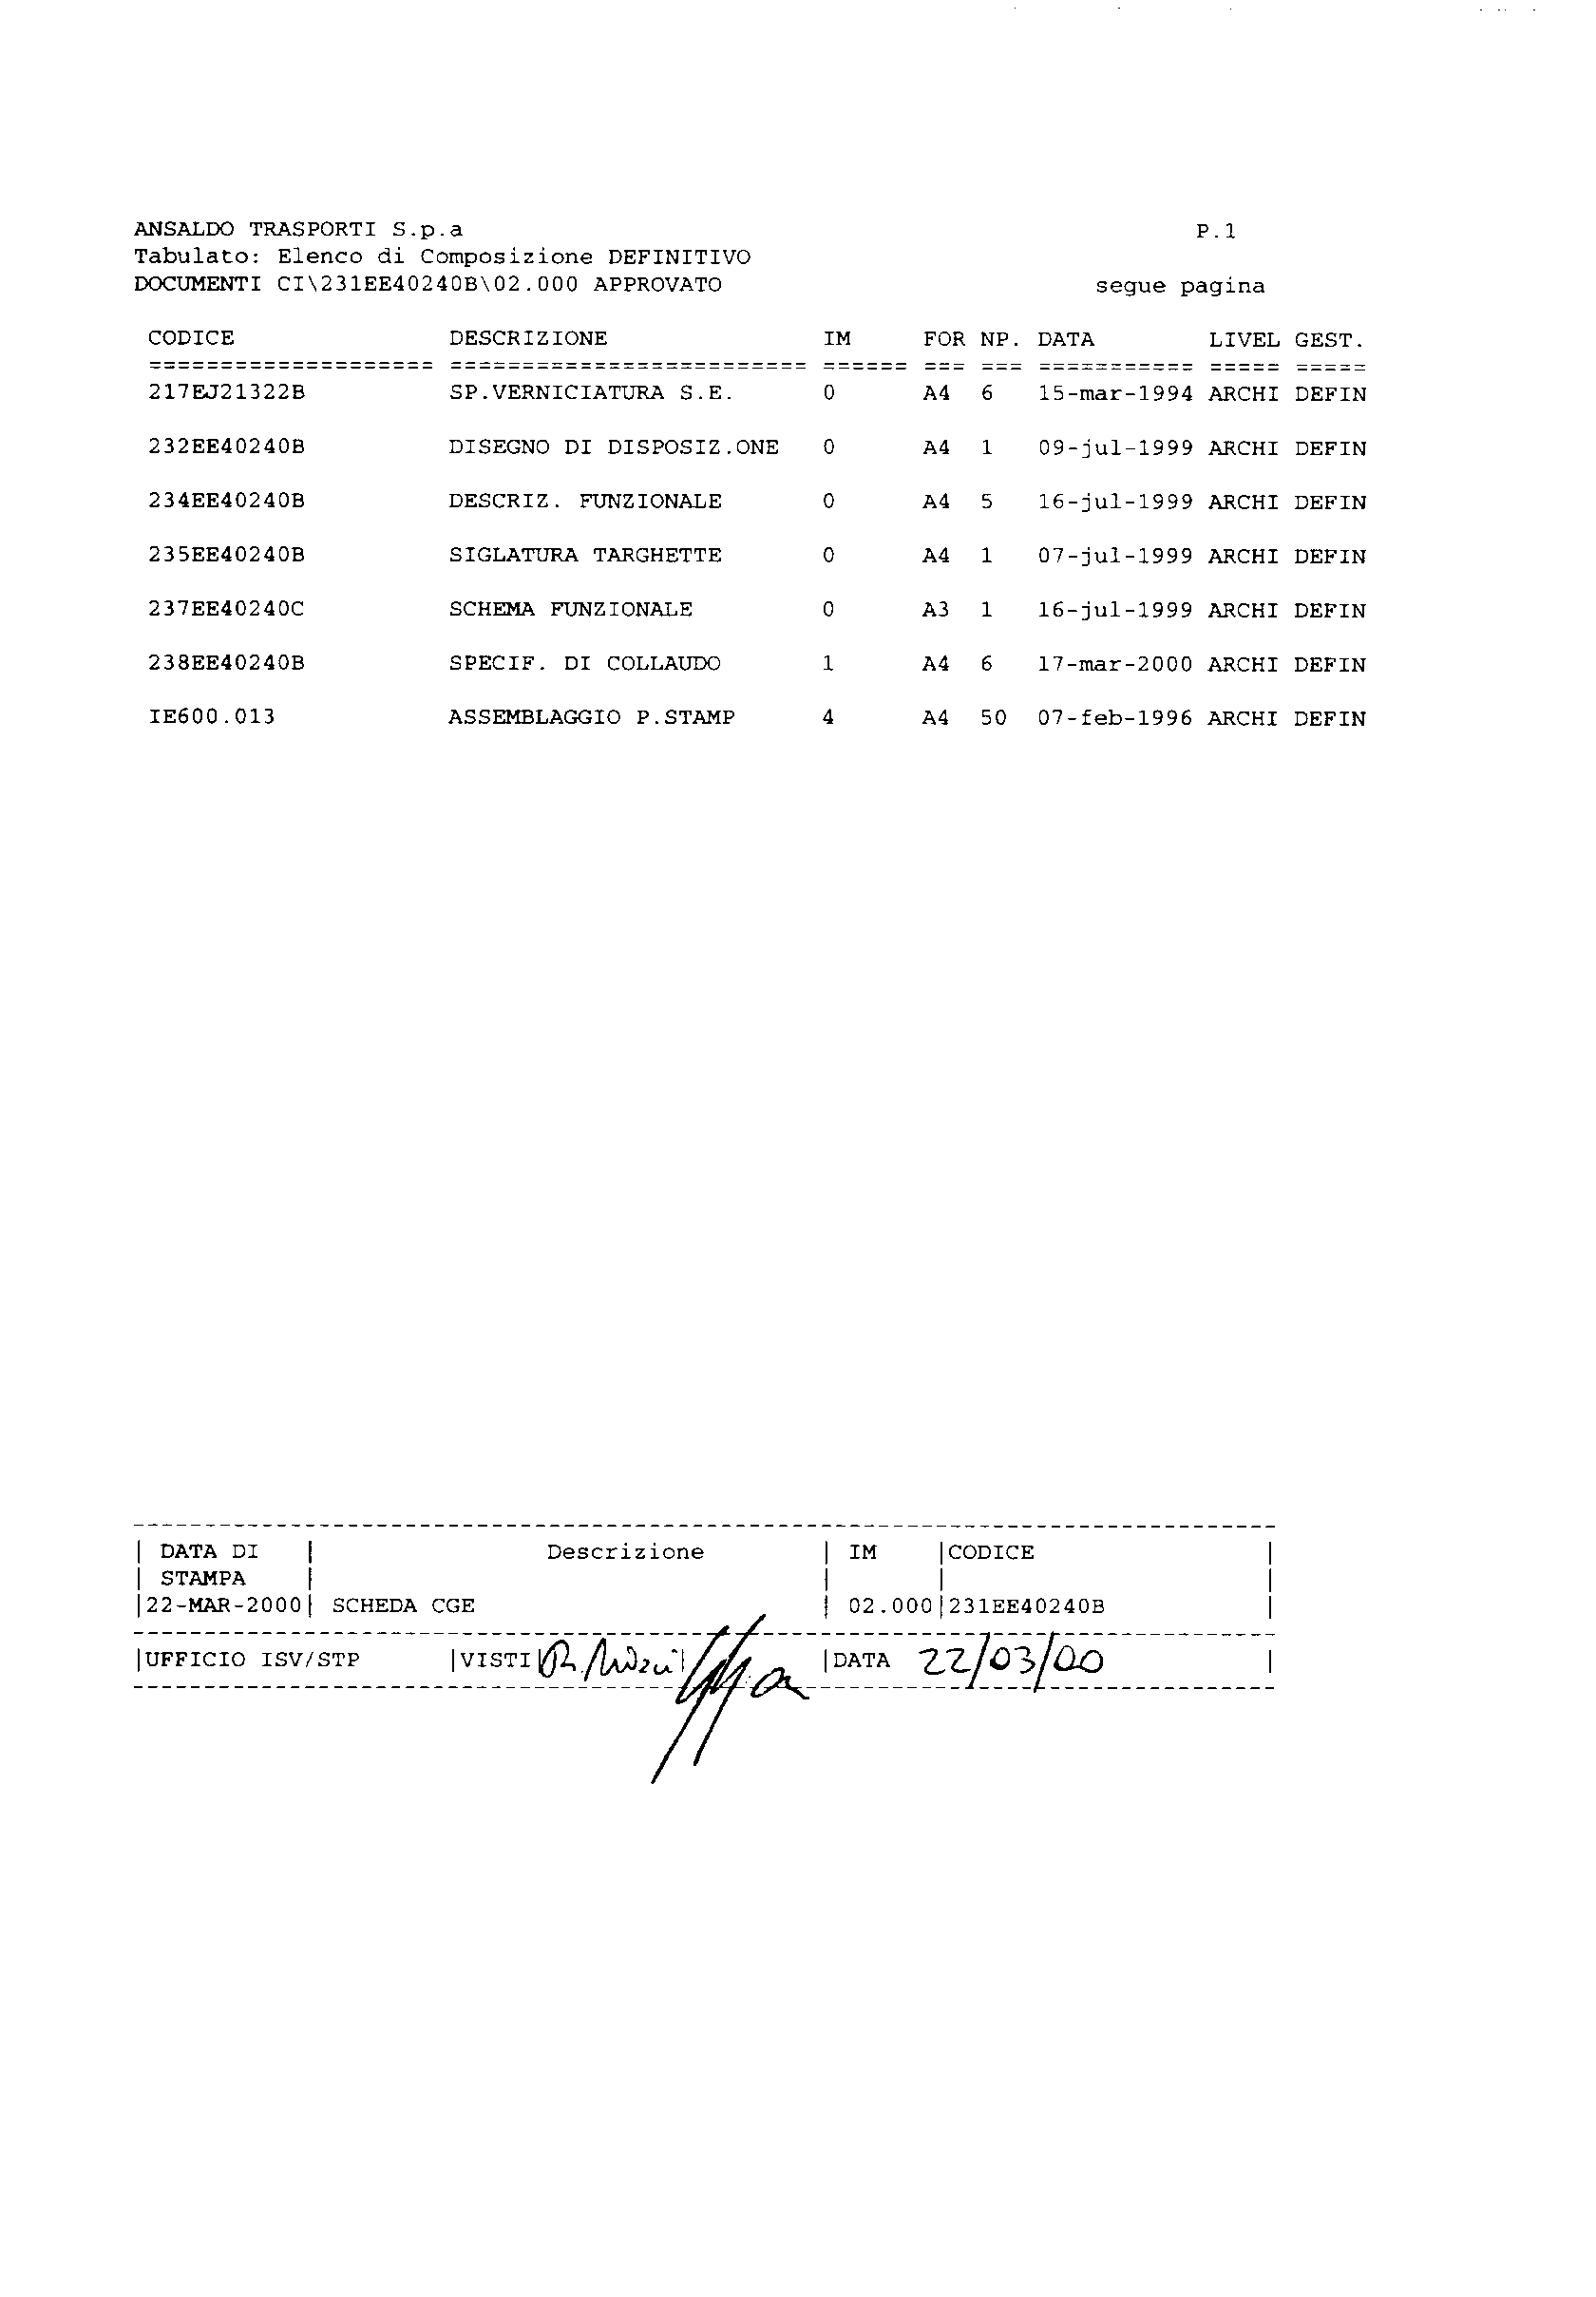 ANSALDO TRASPORTI S.p.a P.1
Tabulato: Elenco di Composizione DEFINITIVO
DOCUMENTI CI\231EE40240B\02.000 APPROVATO segue pagina
CODICE DESCRIZIONE IM FOR NP. DATA LIVEL GEST.
==================== ========================= ====== === === =========== ===== =====
217EJ21322B SP.VERNICIATURA S.E. 0 A4 6 15-mar-1994 ARCHI DEFIN
232EE40240B DISEGNO DI DISPOSIZ.ONE 0 A4 1 09-jul-1999 ARCHI DEFIN
234EE40240B DESCRIZ. FUNZIONALE 0 A4 5 16-jul-1999 ARCHI DEFIN
235EE40240B SIGLATURA TARGHETTE 0 A4 1 07-jul-1999 ARCHI DEFIN
237EE40240C SCHEMA FUNZIONALE 0 A3 1 16-jul-1999 ARCHI DEFIN
238EE40240B SPECIF. DI COLLAUDO 1 A4 6 17-mar-2000 ARCHI DEFIN
IE600.013 ASSEMBLAGGIO P.STAMP 4 A4 50 07-feb-1996 ARCHI DEFIN
| DATA DI | Descrizione | IM |CODICE |
| STAMPA | | | |
|22-MAR-2000| SCHEDA CGE | 02.000|231EE40240B |
|UFFICIO ISV/STP |VISTI| |DATA 22/03/00 |